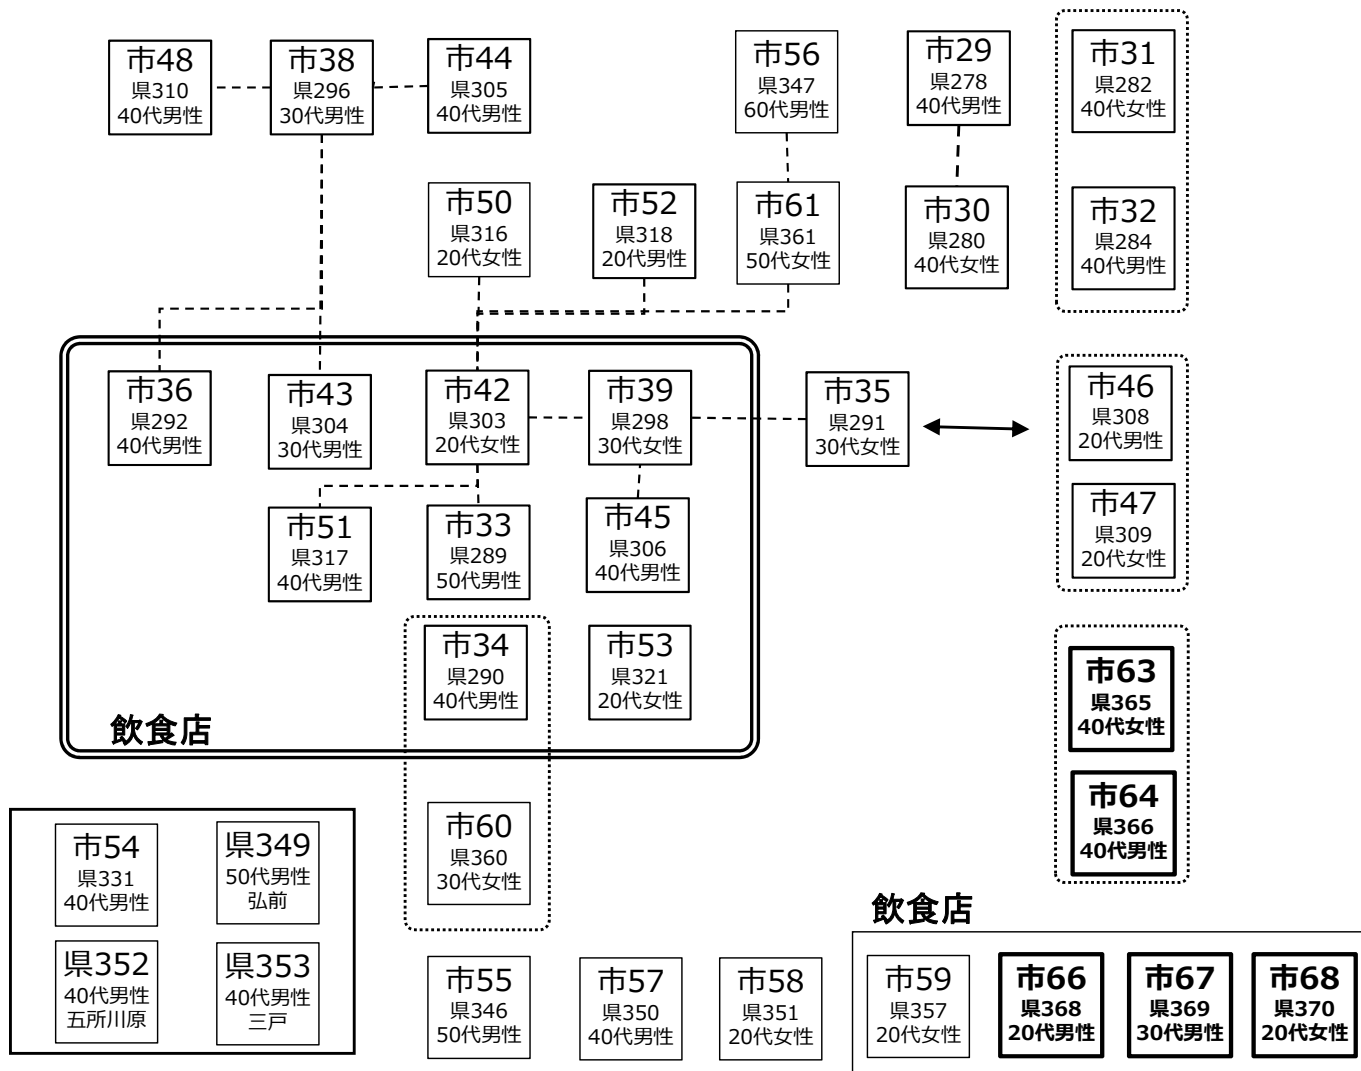 市48
県310
40代男性
市38
県296
30代男性
市44
県305
40代男性
市56
県347
60代男性
市29
県278
40代男性
市31
県282
40代女性
市50
県316
20代女性
市52
県318
20代男性
市61
県361
50代女性
市30
県280
40代女性
市32
県284
40代男性
市36
県292
40代男性
市43
県304
30代男性
市42
県303
20代女性
市39
県298
30代女性
市35
県291
30代女性
市46
県308
20代男性
市51
県317
40代男性
市33
県289
50代男性
市45
県306
40代男性
市47
県309
20代女性
市34
県290
40代男性
市53
県321
20代女性
飲食店
市63
県365
40代女性
市64
県366
40代男性
市54
県331
40代男性
県349
50代男性
弘前
市60
県360
30代女性
県352
40代男性
五所川原
県353
40代男性
三戸
市55
県346
50代男性
市57
県350
40代男性
市58
県351
20代女性
飲食店
市59
県357
20代女性
市66
県368
20代男性
市67
県369
30代男性
市68
県370
20代女性